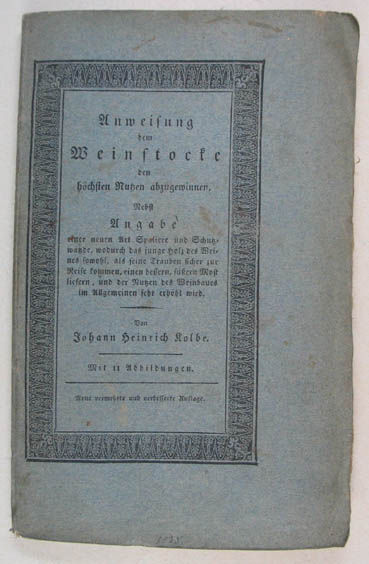 Anweisung
dem
Weinstocke
den
höchsten Nutzen abzugewinnen.
Nebst
Angabe
einer neuen Art Spaliere und Schutz-
wände, wodurch das junge Holz des Wei-
nes sowohl, als seine Trauben sicher zur
Reife kommen, einen bessern, süßern Most
liefern, und der Nutzen des Weinbaues
im Allgemeinen sehr erhöht wird.
Von
Johann Heinrich Kolbe.
Mit 11 Abbildungen.
Neue vermehrte und verbesserte Auflage.